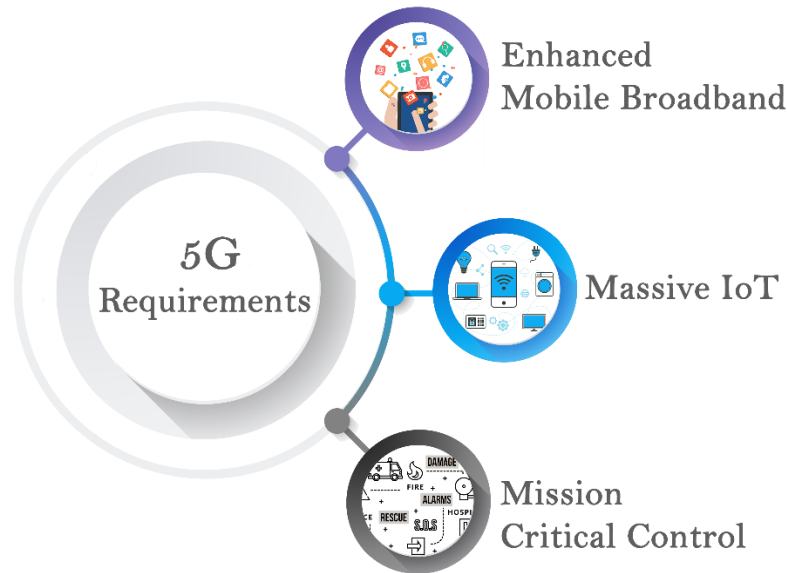 Enhanced
Mobile Broadband
5G
Requirements
Massive IoT
DAMAGE
FIRE
ALARMS
RESCUE
S.O.S
Mission
Critical Control